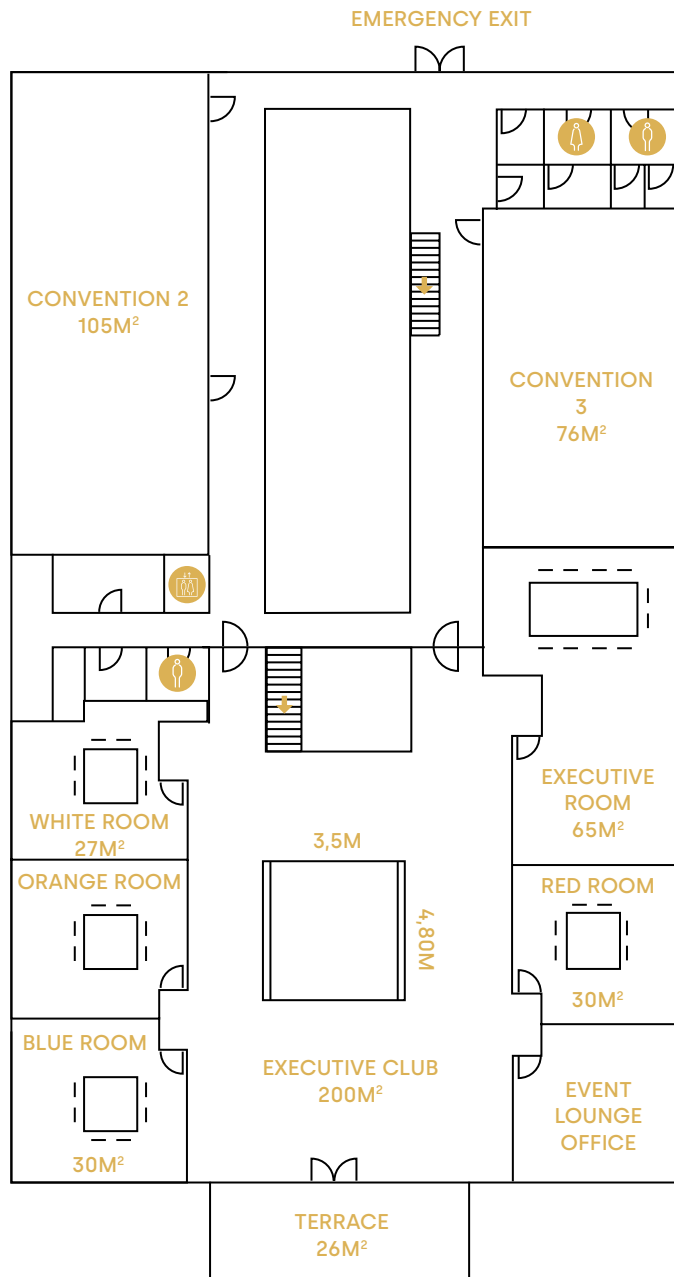 EMERGENCY EXIT
CONVENTION 2
105M²
CONVENTION
3
76M²
EXECUTIVE
ROOM
65M²
WHITE ROOM
27M²
3,5M
4,80M
ORANGE ROOM
RED ROOM
30M²
BLUE ROOM
30M²
EXECUTIVE CLUB
200M²
EVENT
LOUNGE
OFFICE
TERRACE
26M²